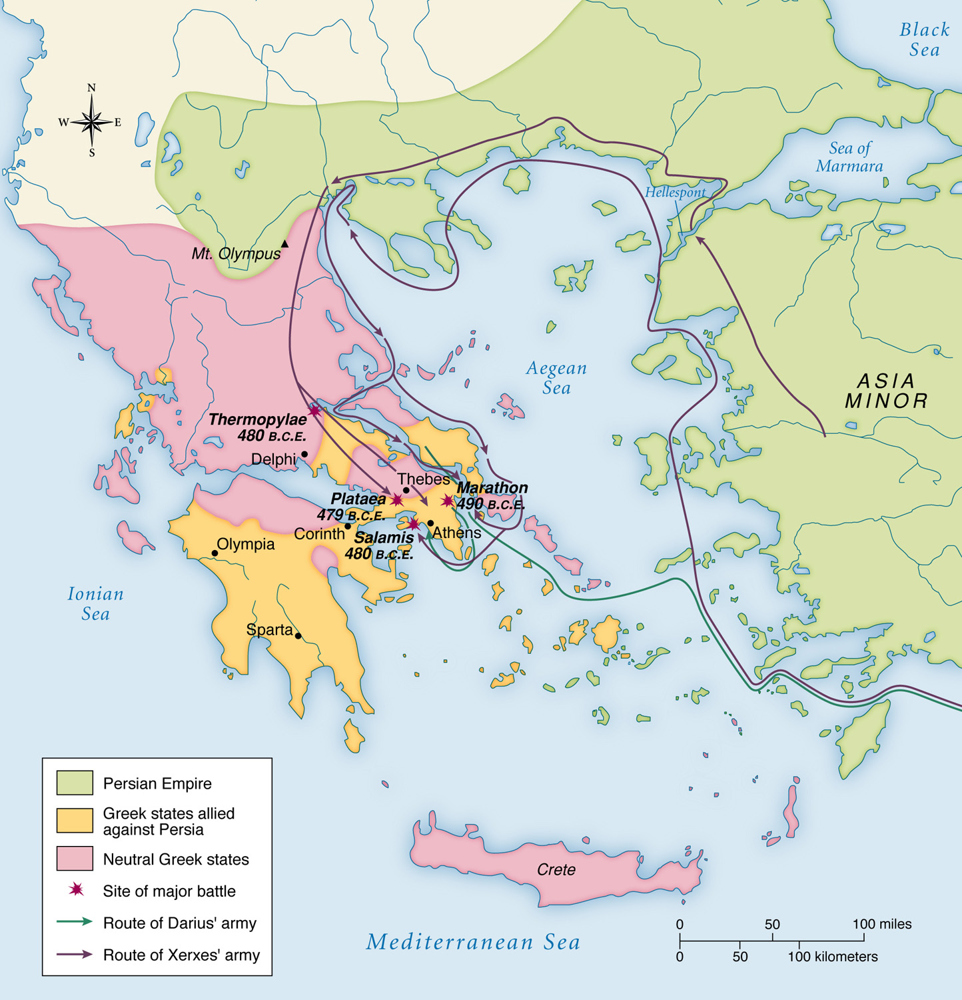 Black
Sea
N
W
E
S
Sea of
Marmara
Hellespont
Mt. Olympus
Aegean
Sea
ASIA
MINOR
Thermopylae
480 B.C.E.
Delphi
Thebes
Marathon
490 B.C.E.
Plataea
479 B.C.E.
Corinth
Salamis
480 B.C.E.
Athens
Olympia
Ionian
Sea
Sparta
Persian Empire
Greek states allied
against Persia
Neutral Greek states
Site of major battle
Route of Darius' army
Route of Xerxes' army
Crete
Mediterranean Sea
0 50 100 miles
0 50 100 kilometers